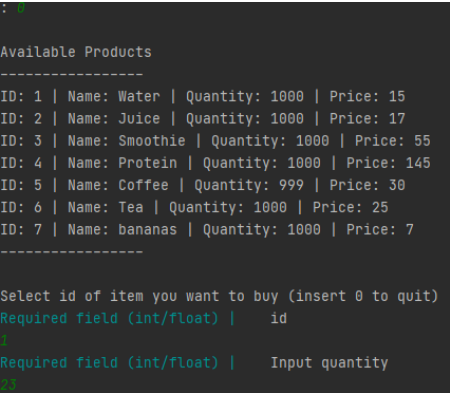 : 0
Available Products
-----------------
ID: 1 | Name: Water | Quantity: 1000 | Price: 15
ID: 2 | Name: Juice | Quantity: 1000 | Price: 17
ID: 3 | Name: Smoothie | Quantity: 1000 | Price: 55
ID: 4 | Name: Protein | Quantity: 1000 | Price: 145
ID: 5 | Name: Coffee | Quantity: 999 | Price: 30
ID: 6 | Name: Tea | Quantity: 1000 | Price: 25
ID: 7 | Name: bananas | Quantity: 1000 | Price: 7
-----------------
Select id of item you want to buy (insert 0 to quit)
Required field (int/float) |    id
1
Required field (int/float) |    Input quantity
23